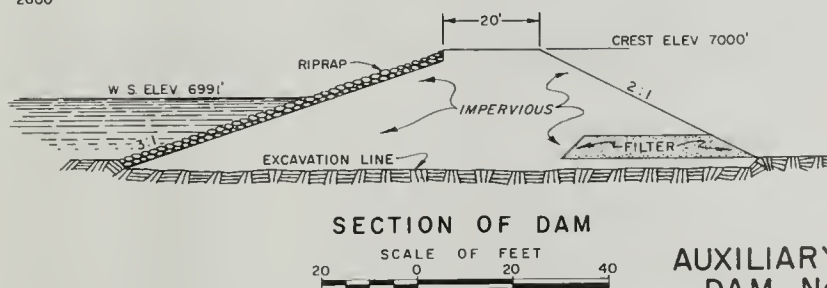 2600
20'
CREST ELEV 7000'
RIPRAP
W. S. ELEV 6991'
IMPERVIOUS
2:1
3:1
FILTER
EXCAVATION LINE
SECTION OF DAM
SCALE OF FEET
20 0 20 40
AUXILIARY
DAM